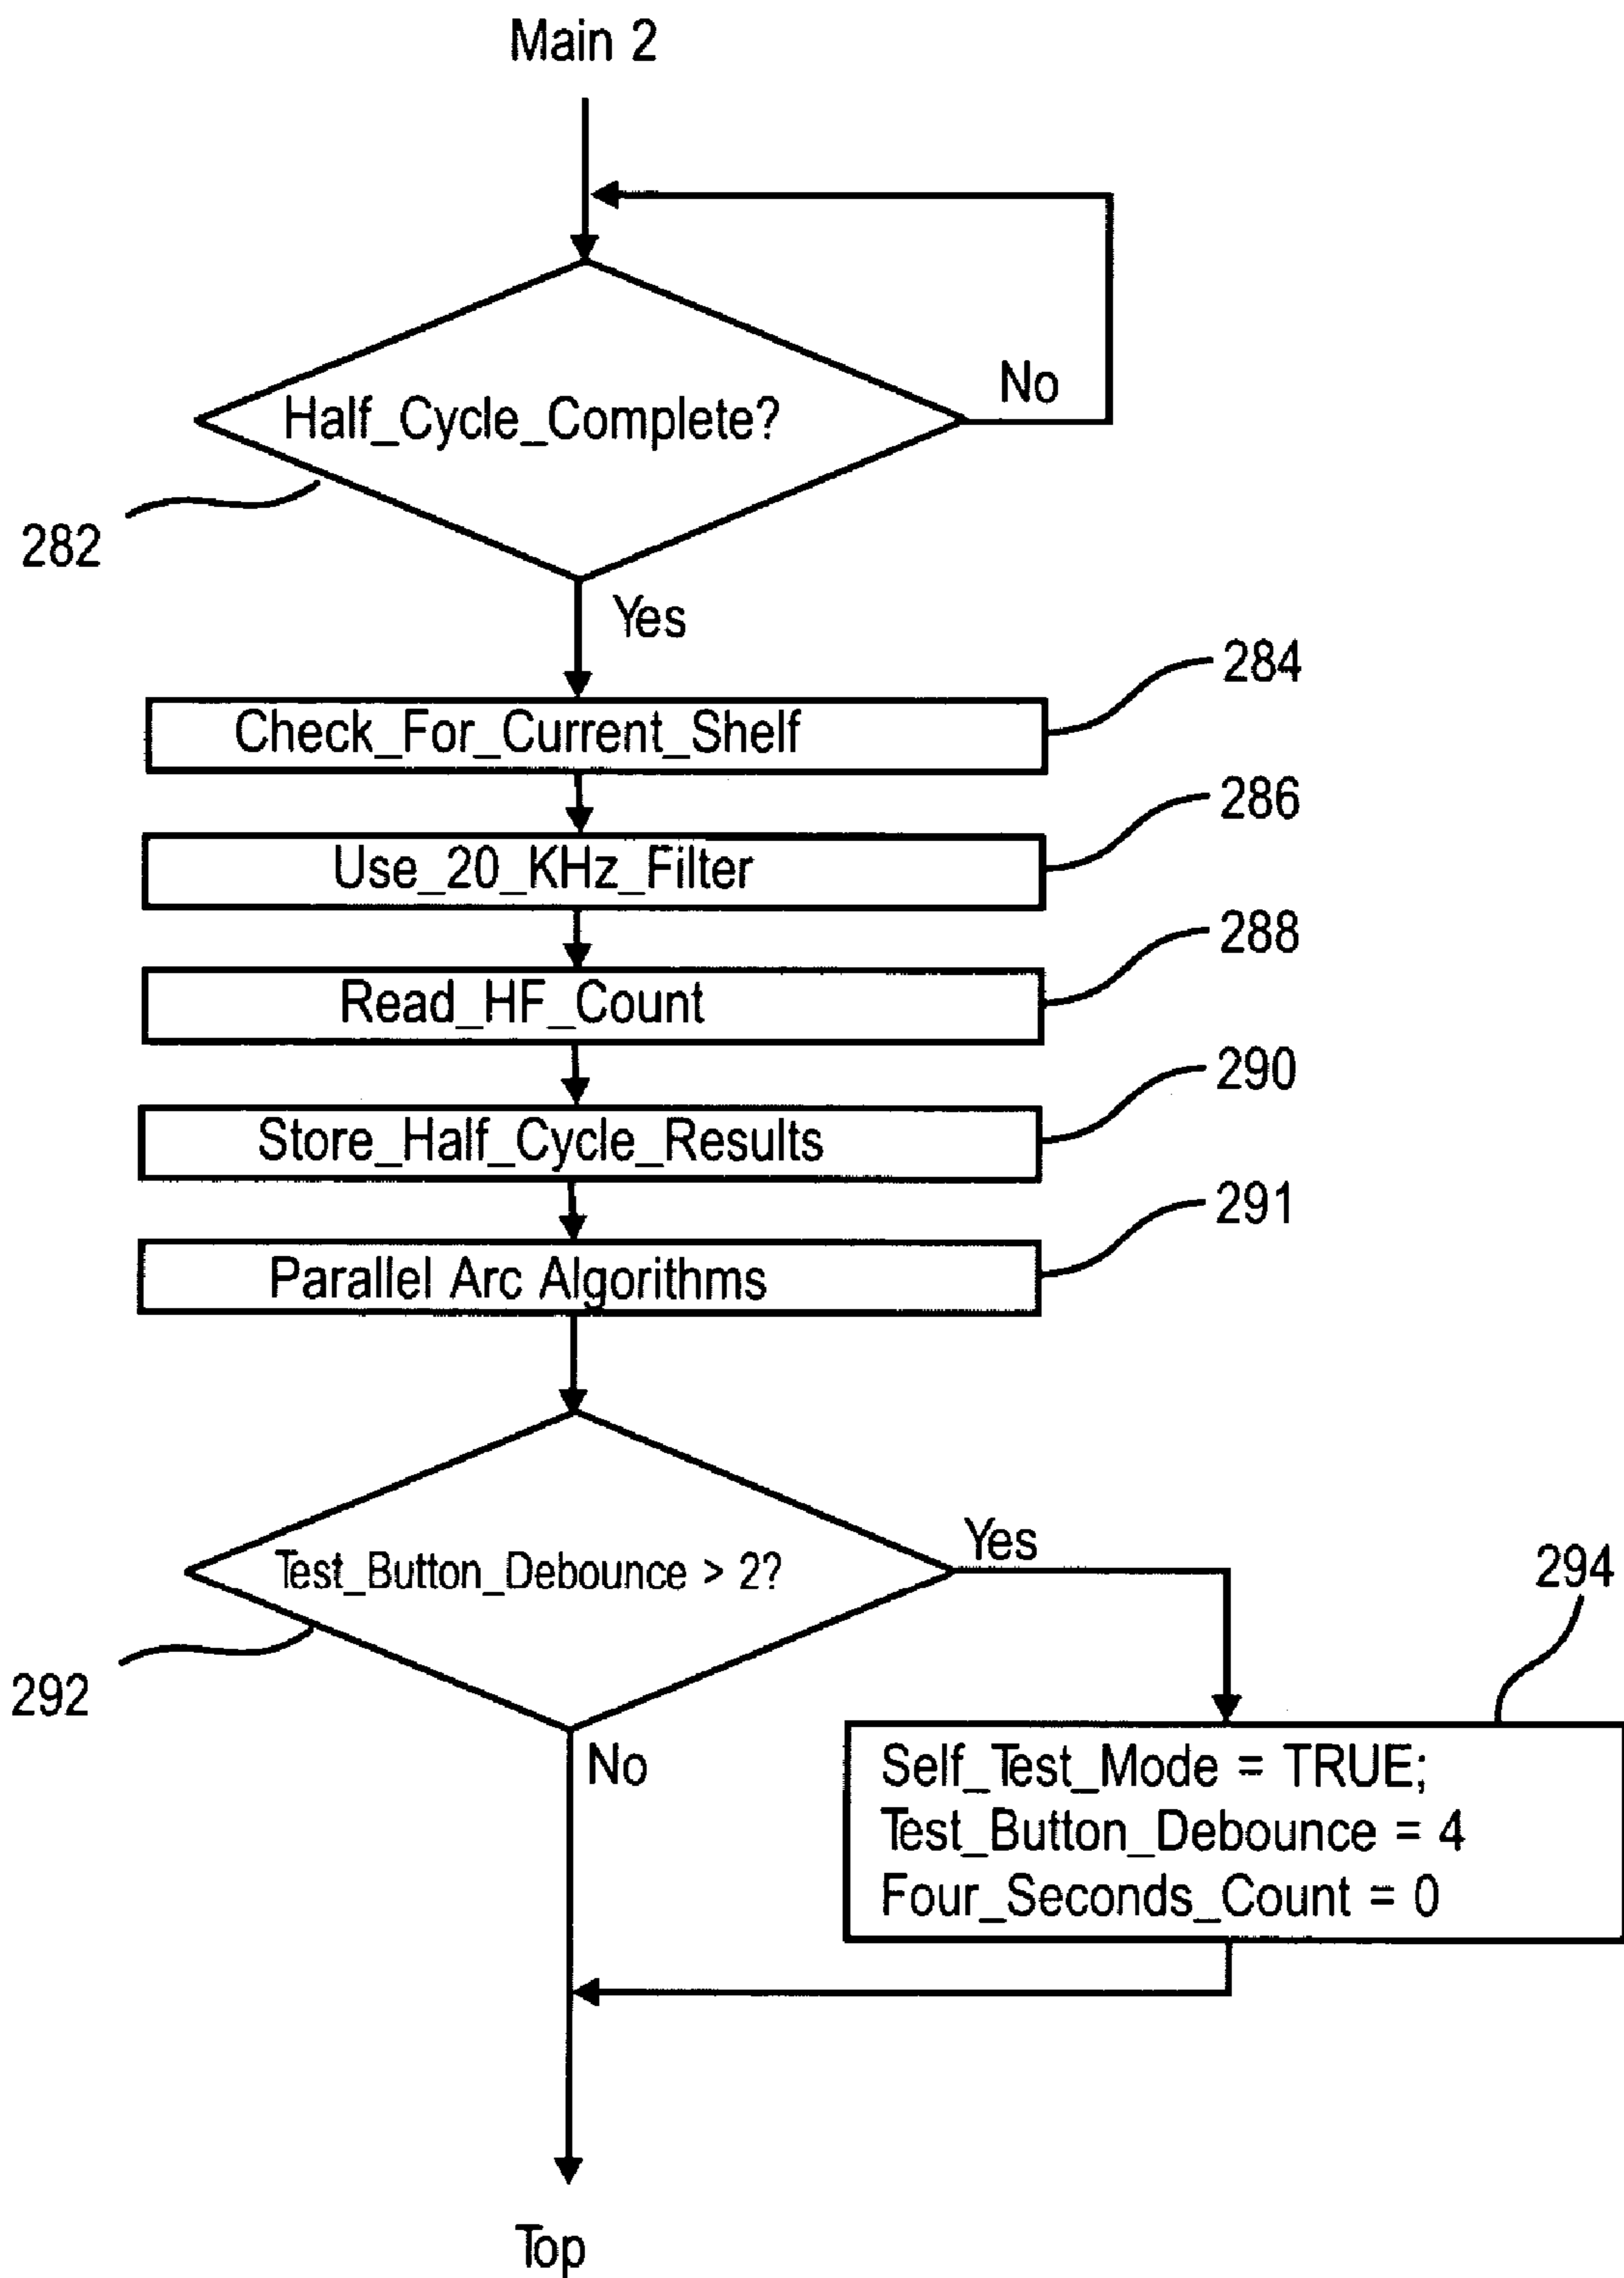 Main 2
No
Half_Cycle_Complete?
282
Yes
284
Check_For_Current_Shelf
286
Use_20_KHz_Filter
288
Read_HF_Count
290
Store_Half_Cycle_Results
291
Parallel Arc Algorithms
Yes
Test_Button_Debounce > 2?
294
292
No
Self_Test_Mode = TRUE;
Test_Button_Debounce = 4
Four_Seconds_Count = 0
Top